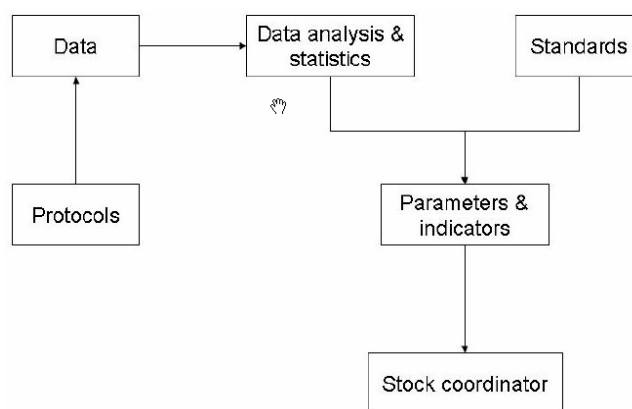 Data
Data analysis &
statistics
Standards
Protocols
Parameters &
indicators
Stock coordinator